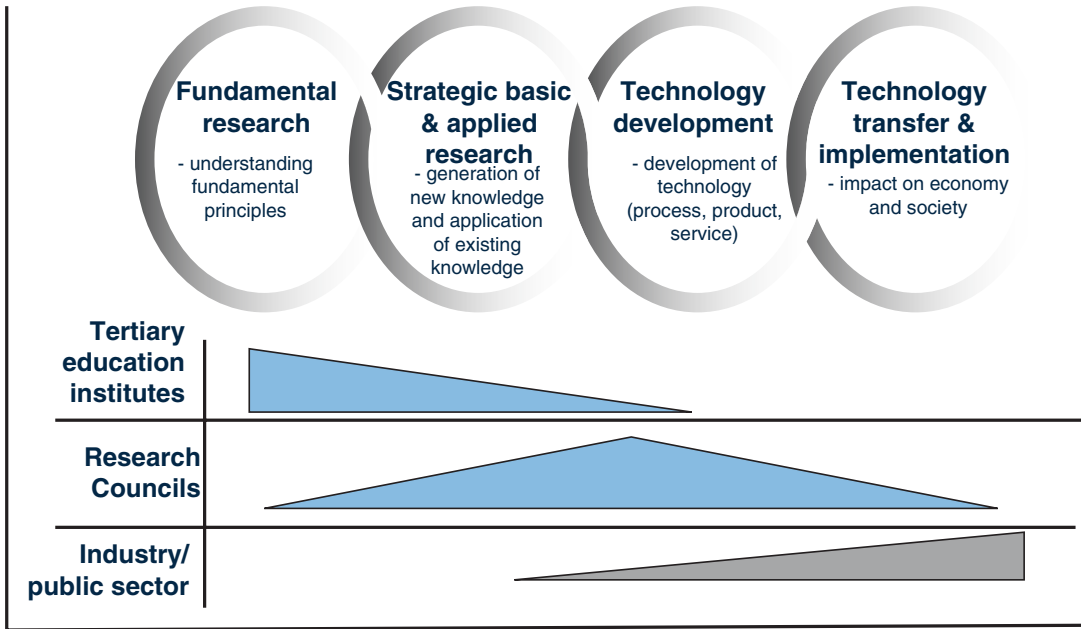 Fundamental
research
- understanding
fundamental
principles
Strategic basic
& applied
research
- generation of
new knowledge
and application
of existing
knowledge
Technology
development
- development of
technology
(process, product,
service)
Technology
transfer &
implementation
- impact on economy
and society
Tertiary
education
institutes
Research
Councils
Industry/
public sector